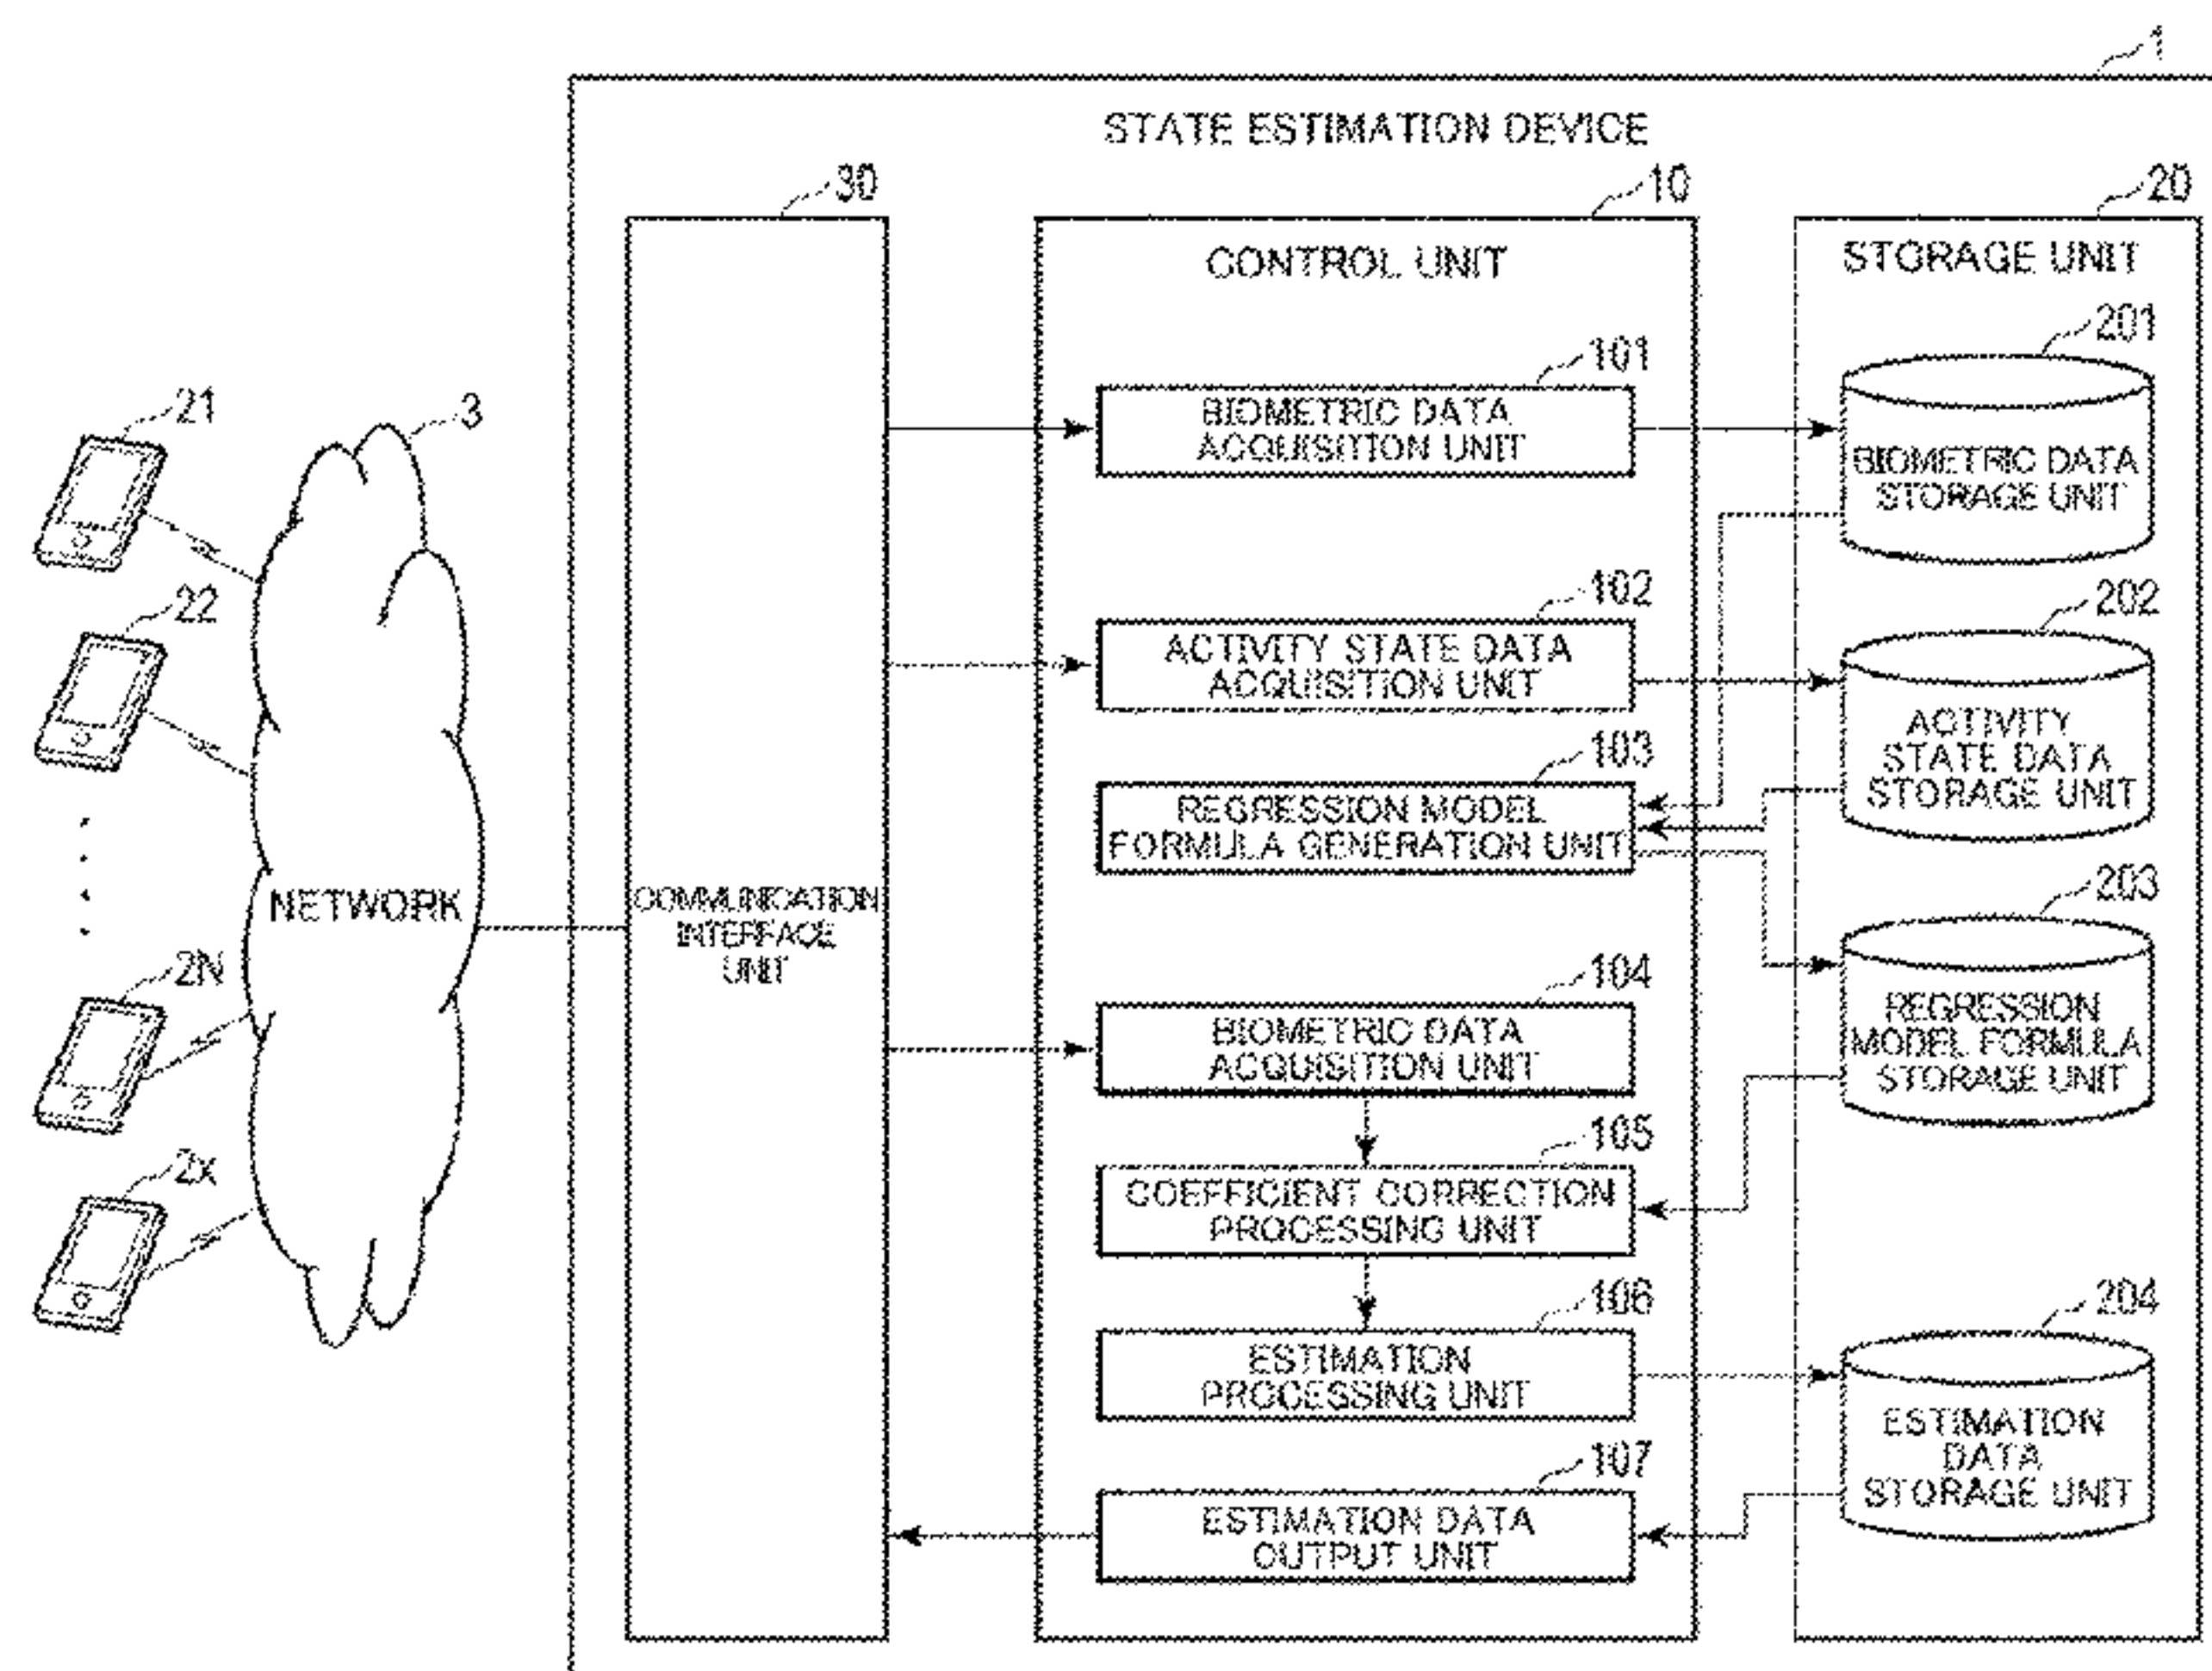 1
STATE ESTIMATION DEVICE
30
10
20
CONTROL UNIT
STORAGE UNIT
201
101
BIOMETRIC DATA
ACQUISITION UNIT
BIOMETRIC DATA
STORAGE UNIT
21
3
22
102
ACTIVITY STATE DATA
ACQUISITION UNIT
202
ACTIVITY
STATE DATA
STORAGE UNIT
103
REGRESSION MODEL
FORMULA GENERATION UNIT
NETWORK
COMMUNICATION
INTERFACE
UNIT
203
REGRESSION
MODEL FORMULA
STORAGE UNIT
2N
104
BIOMETRIC DATA
ACQUISITION UNIT
2X
105
COEFFICIENT CORRECTION
PROCESSING UNIT
106
ESTIMATION
PROCESSING UNIT
204
ESTIMATION
DATA
STORAGE UNIT
107
ESTIMATION DATA
OUTPUT UNIT